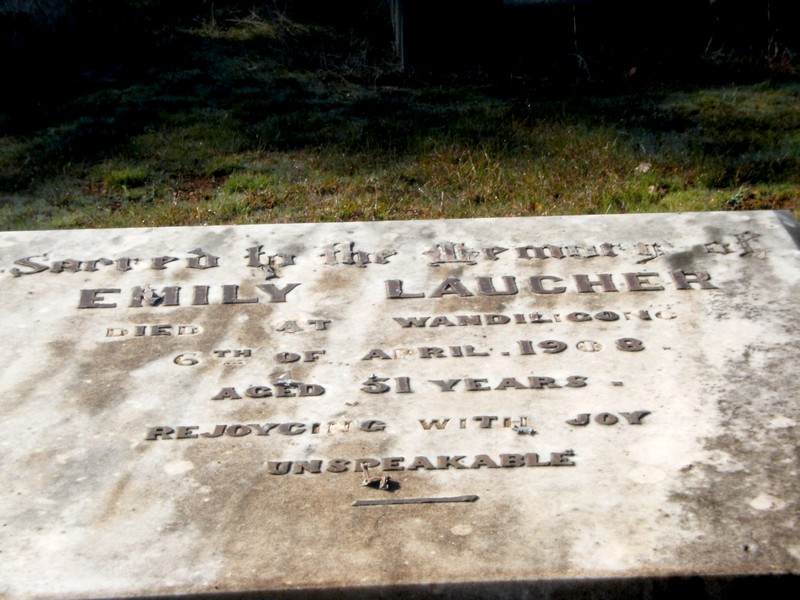 Sacred to the Memory of
EMILY LAUCHER
DIED AT WANDILIGONG
6TH OF APRIL. 1908.
AGED 51 YEARS.
REJOYCING WITH JOY
UNSPEAKABLE